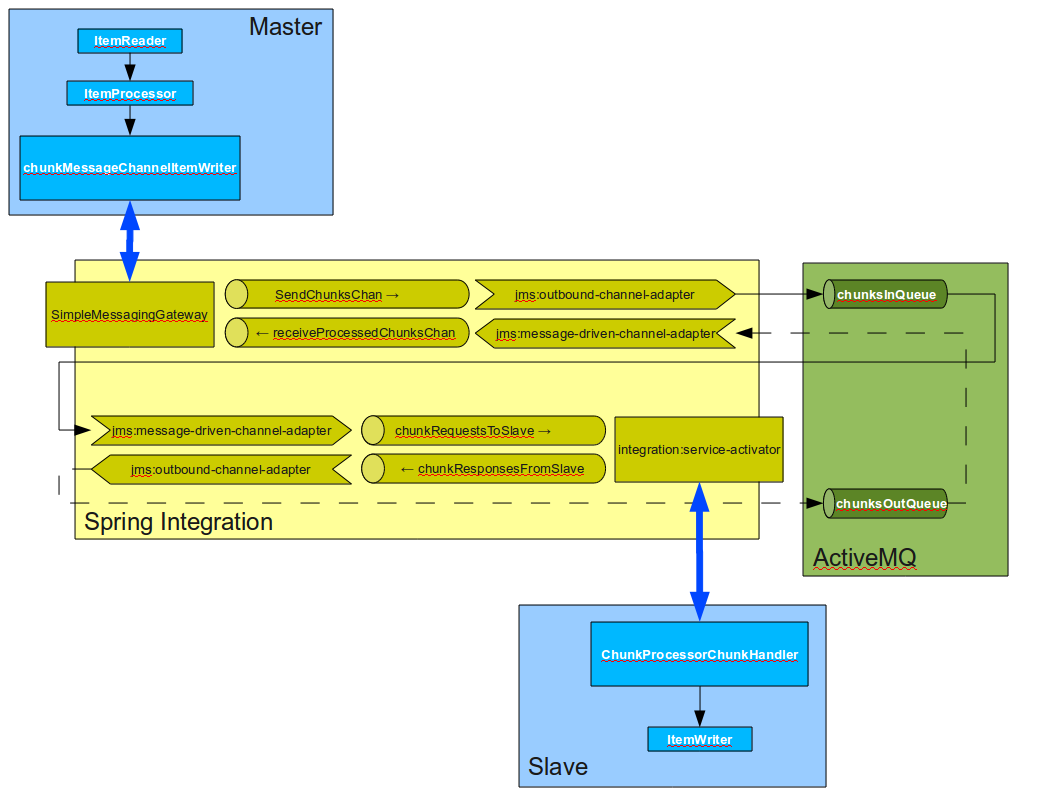 Master
ItemReader
ItemProcessor
chunkMessageChannelItemWriter
SimpleMessagingGateway
SendChunksChan →
jms:outbound-channel-adapter
chunksInQueue
← receiveProcessedChunksChan
jms:message-driven-channel-adapter
jms:message-driven-channel-adapter
chunkRequestsToSlave →
integration:service-activator
jms:outbound-channel-adapter
← chunkResponsesFromSlave
chunksOutQueue
Spring Integration
ActiveMQ
ChunkProcessorChunkHandler
ItemWriter
Slave